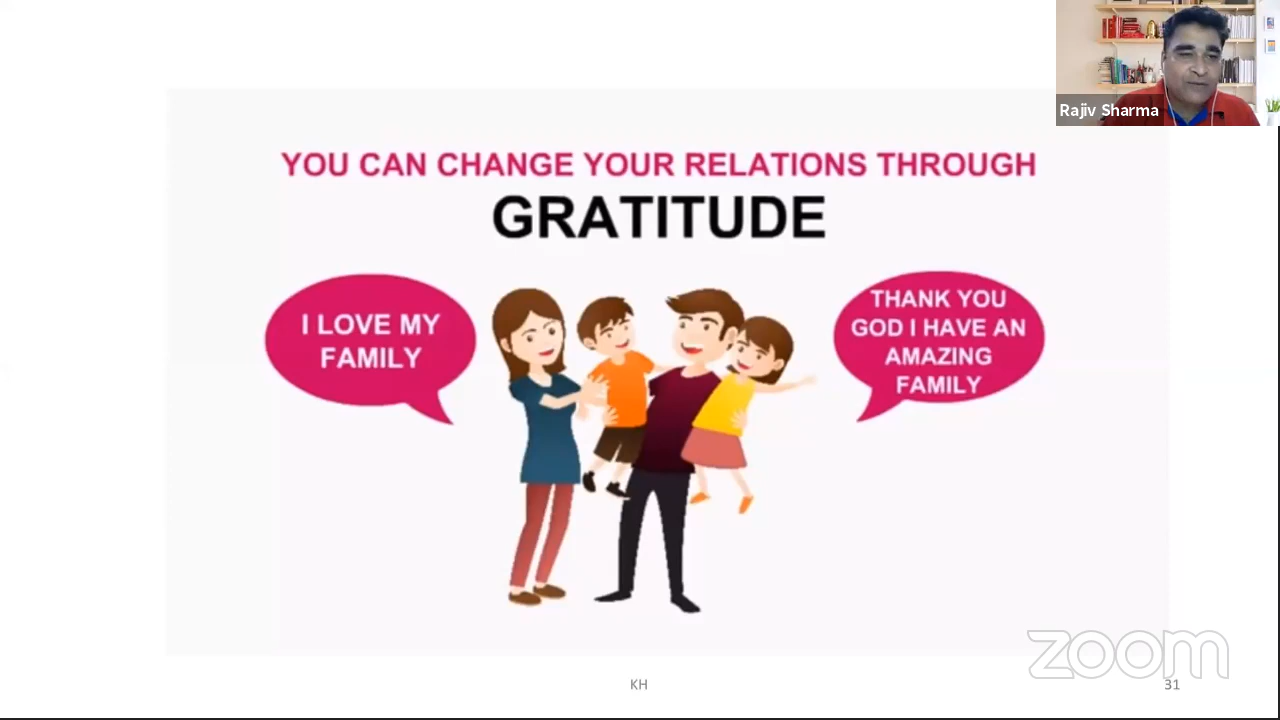 Rajiv Sharma
YOU CAN CHANGE YOUR RELATIONS THROUGH
GRATITUDE
I LOVE MY
FAMILY
THANK YOU
GOD I HAVE AN
AMAZING
FAMILY
zoom
KH
31